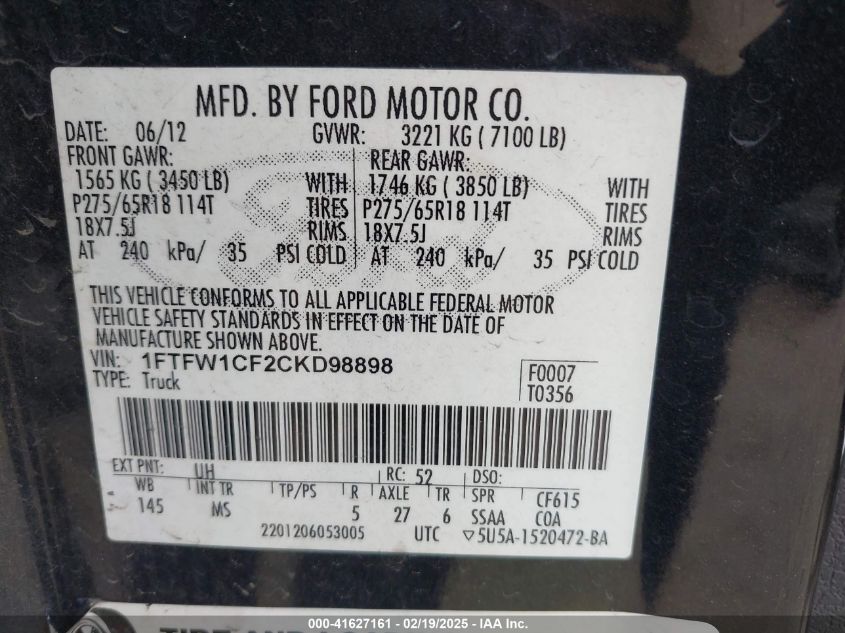 MFD. BY FORD MOTOR CO.
DATE: 06/12 GVWR: 3221 KG ( 7100 LB)
FRONT GAWR: REAR GAWR:
1565 KG ( 3450 LB) WITH 1746 KG ( 3850 LB) WITH
P275/65R18 114T TIRES P275/65R18 114T TIRES
18X7.5J RIMS 18X7.5J RIMS
AT 240 kPa/ 35 PSI COLD AT 240 kPa/ 35 PSI COLD
THIS VEHICLE CONFORMS TO ALL APPLICABLE FEDERAL MOTOR
VEHICLE SAFETY STANDARDS IN EFFECT ON THE DATE OF
MANUFACTURE SHOWN ABOVE.
VIN: 1FTFW1CF2CKD98898 F0007
TYPE: Truck T0356
EXT PNT: UH RC: 52 DSO:
WB INT TR TP/PS R AXLE TR SPR CF615
145 MS 5 27 6 SSAA COA
2201206053005 UTC ▽5U5A-1520472-BA
000-41627161 - 02/19/2025 - IAA Inc.